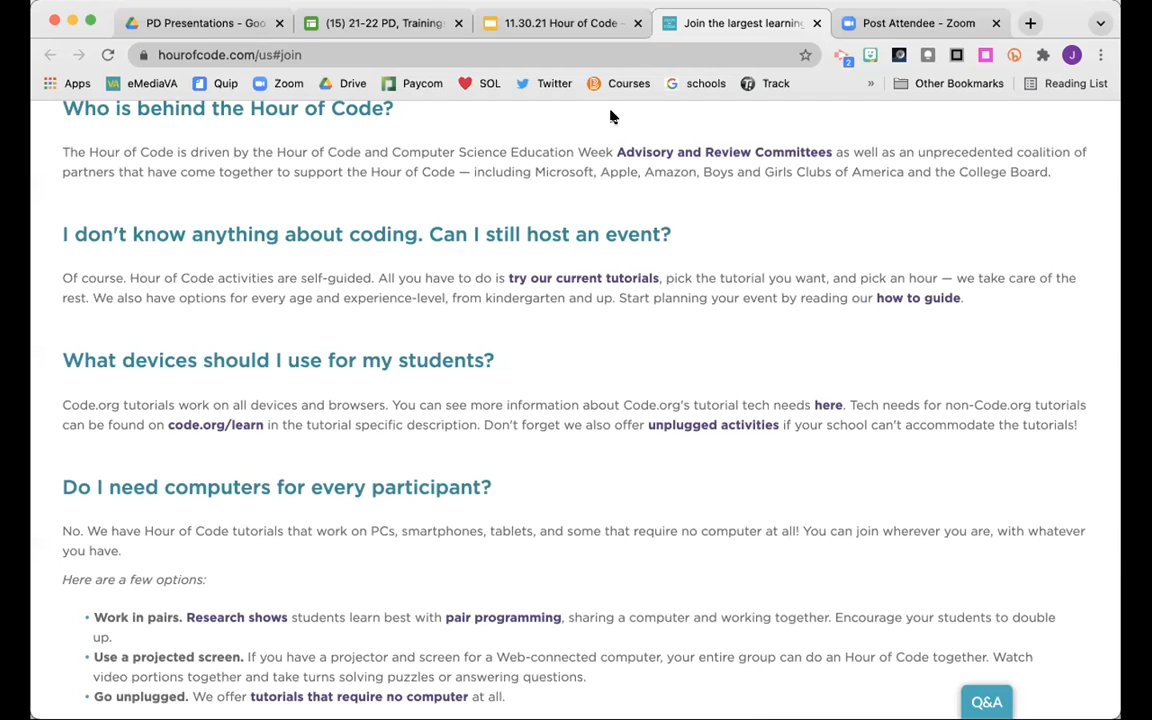 PD Presentations - Goo
(15) 21-22 PD, Training
11.30.21 Hour of Code -
Join the largest learning
Post Attendee - Zoom
hourofcode.com/us#join
2
J
Apps
VA
eMediaVA
Quip
Zoom
Drive
Paycom
SOL
Twitter
Courses
schools
Track
»
Other Bookmarks
Reading List
Who is behind the Hour of Code?
The Hour of Code is driven by the Hour of Code and Computer Science Education Week Advisory and Review Committees as well as an unprecedented coalition of
partners that have come together to support the Hour of Code — including Microsoft, Apple, Amazon, Boys and Girls Clubs of America and the College Board.
I don't know anything about coding. Can I still host an event?
Of course. Hour of Code activities are self-guided. All you have to do is try our current tutorials, pick the tutorial you want, and pick an hour — we take care of the
rest. We also have options for every age and experience-level, from kindergarten and up. Start planning your event by reading our how to guide.
What devices should I use for my students?
Code.org tutorials work on all devices and browsers. You can see more information about Code.org's tutorial tech needs here. Tech needs for non-Code.org tutorials
can be found on code.org/learn in the tutorial specific description. Don't forget we also offer unplugged activities if your school can't accommodate the tutorials!
Do I need computers for every participant?
No. We have Hour of Code tutorials that work on PCs, smartphones, tablets, and some that require no computer at all! You can join wherever you are, with whatever
you have.
Here are a few options:
• Work in pairs. Research shows students learn best with pair programming, sharing a computer and working together. Encourage your students to double
up.
• Use a projected screen. If you have a projector and screen for a Web-connected computer, your entire group can do an Hour of Code together. Watch
video portions together and take turns solving puzzles or answering questions.
• Go unplugged. We offer tutorials that require no computer at all.
Q&A